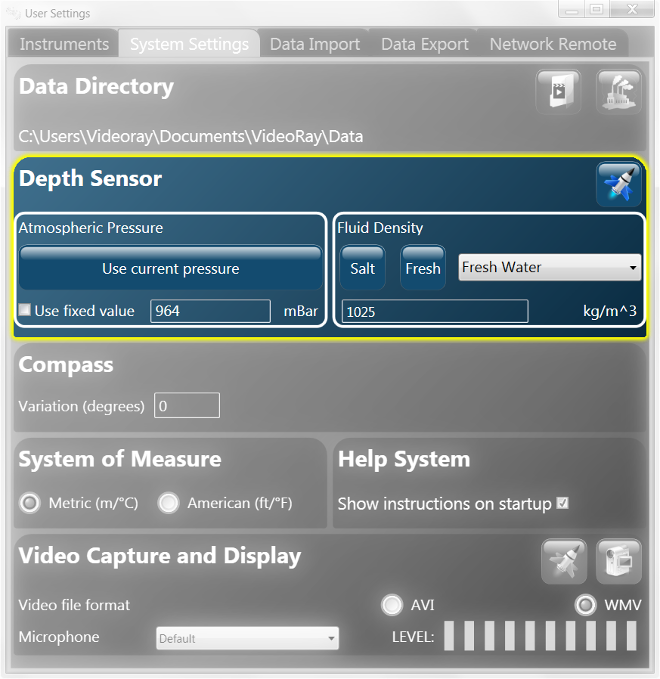 User Settings
Instruments System Settings Data Import Data Export Network Remote
Data Directory
C:\Users\Videoray\Documents\VideoRay\Data
Depth Sensor
Atmospheric Pressure
Use current pressure
Use fixed value 964 mBar
Fluid Density
Salt Fresh Fresh Water
1025 kg/m^3
Compass
Variation (degrees) 0
System of Measure
Metric (m/°C) American (ft/°F)
Help System
Show instructions on startup
Video Capture and Display
Video file format AVI WMV
Microphone Default LEVEL: